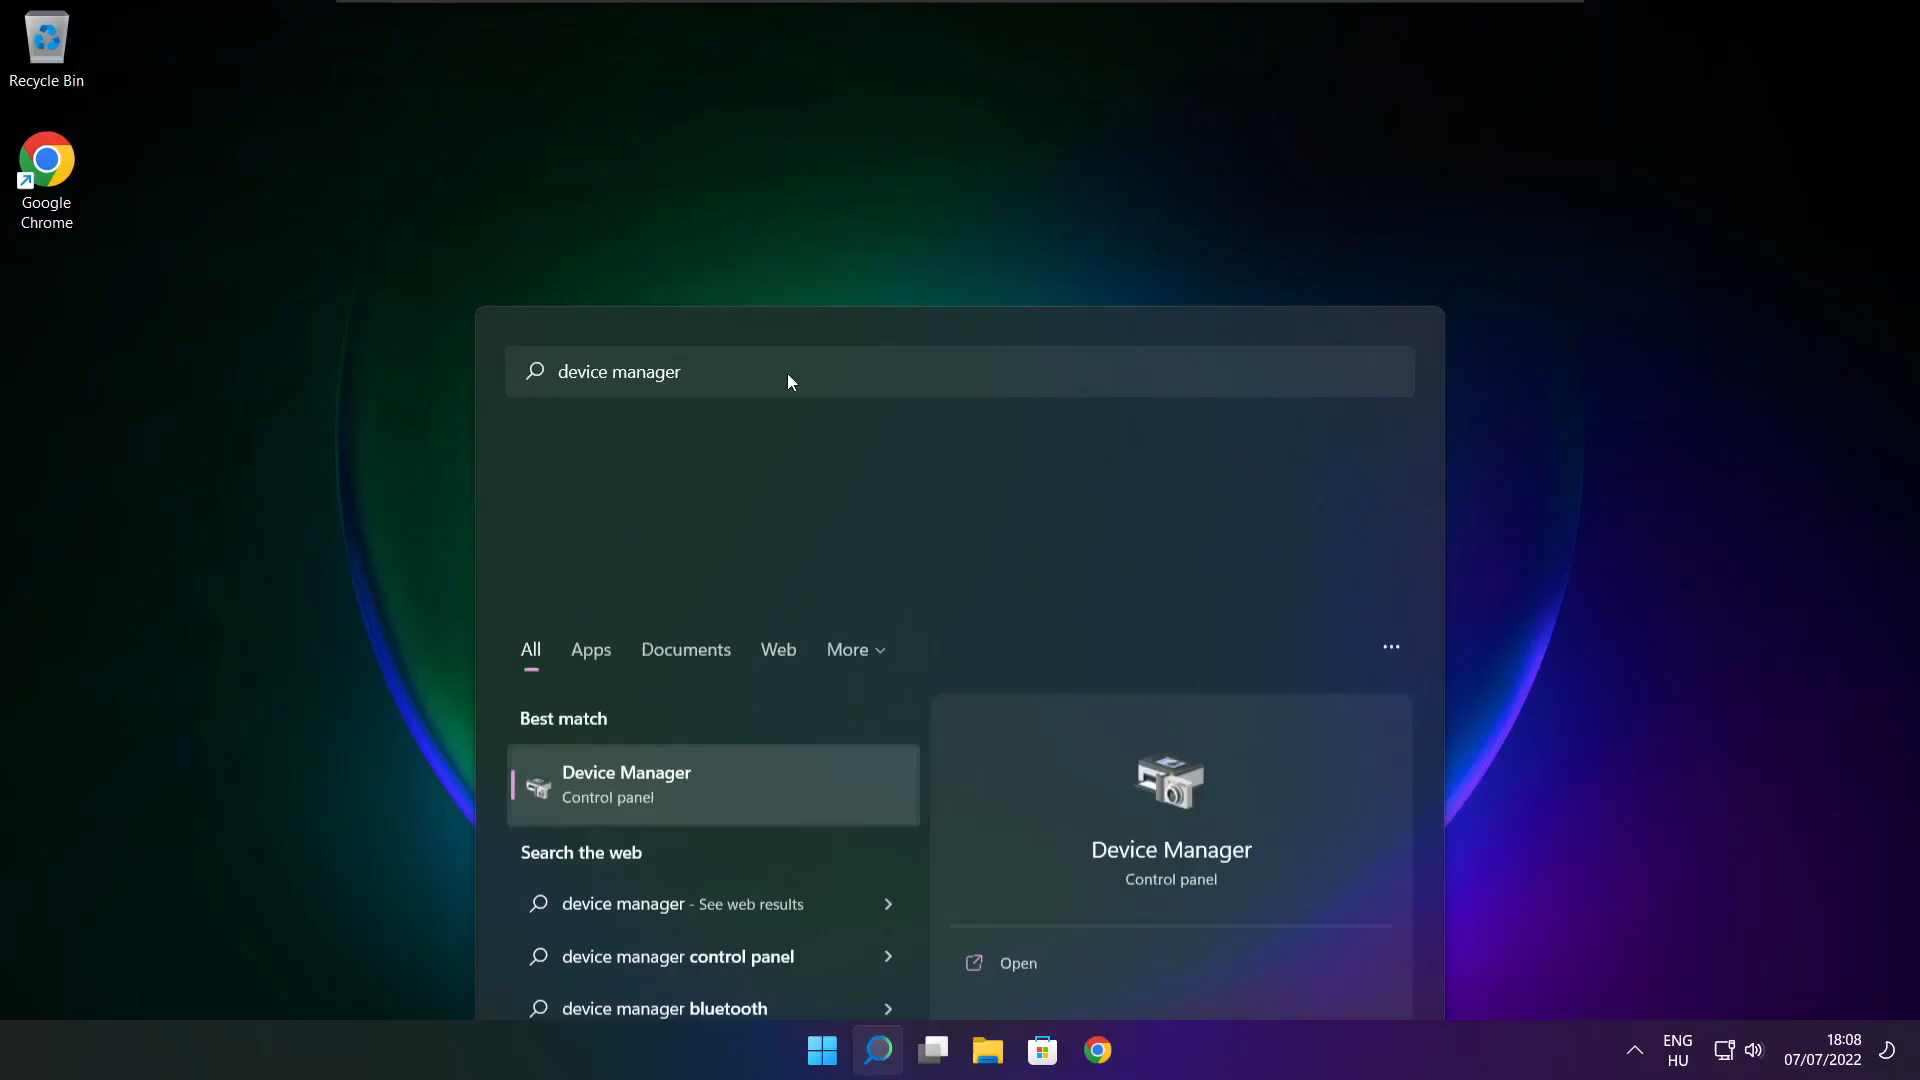 Recycle Bin
Google
Chrome
device manager
All Apps Documents Web More
Best match
Device Manager
Control panel
Search the web
device manager - See web results
device manager control panel
device manager bluetooth
Device Manager
Control panel
Open
ENG
HU
18:08
07/07/2022